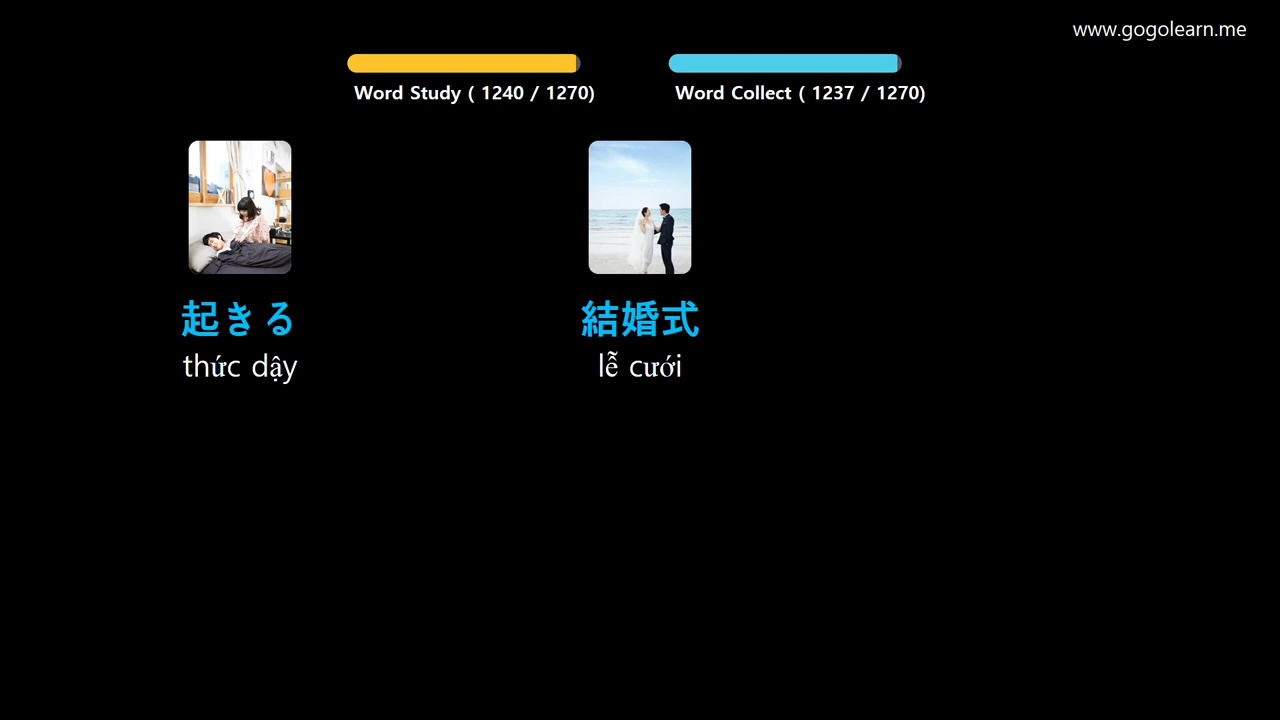 www.gogolearn.me
Word Study ( 1240 / 1270)
Word Collect ( 1237 / 1270)
起きる
thức dậy
結婚式
lễ cưới